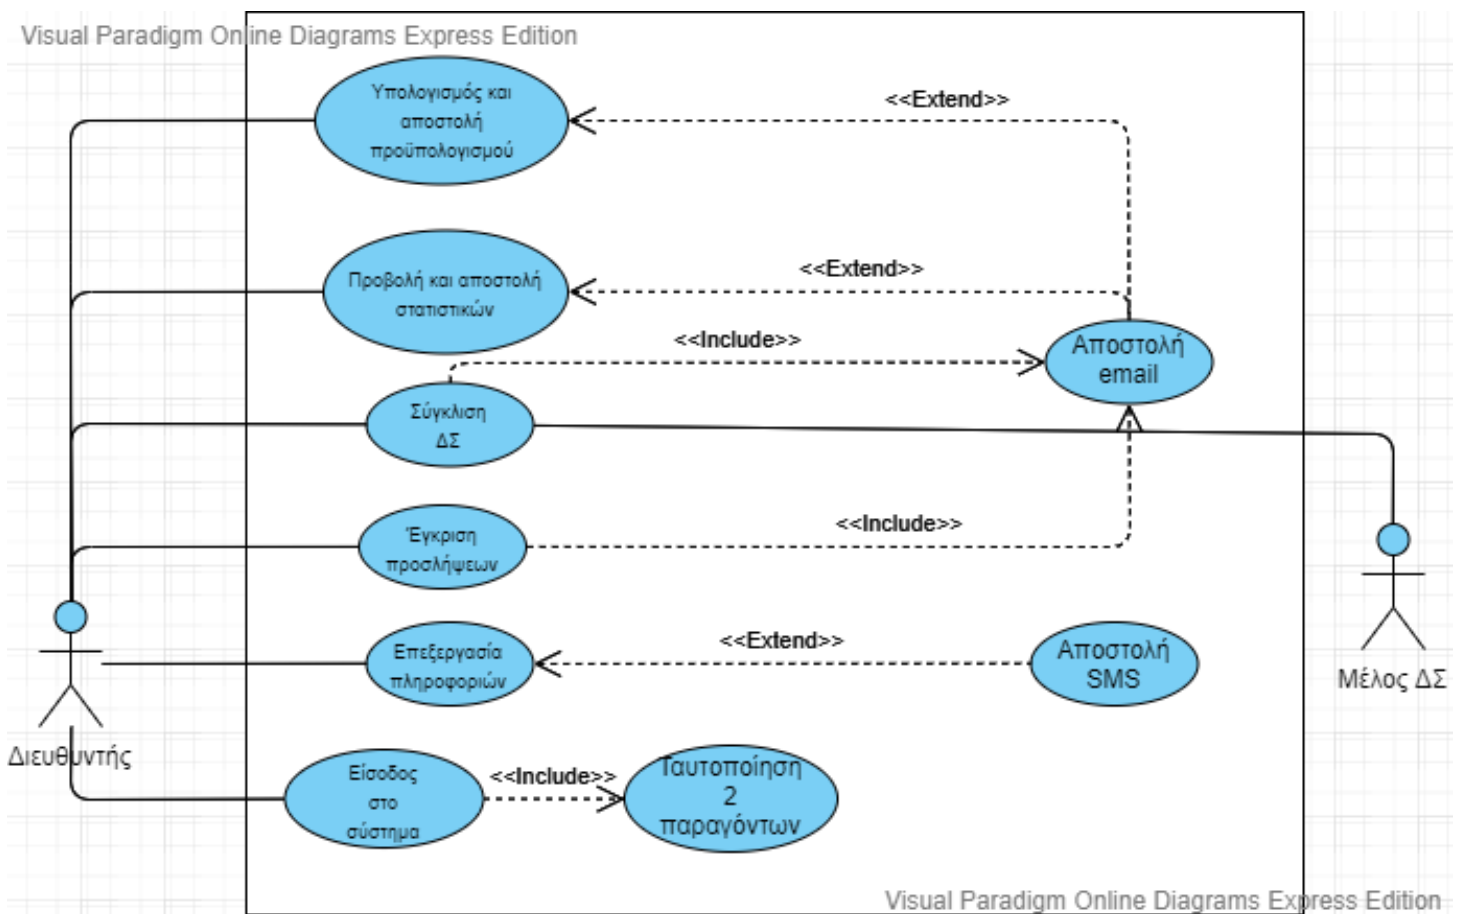 Visual Paradigm Online Diagrams Express Edition
Υπολογισμός και
αποστολή
προϋπολογισμού
<<Extend>>
Προβολή και αποστολή
στατιστικών
<<Extend>>
<<Include>>
Αποστολή
email
Σύγκλιση
ΔΣ
Έγκριση
προσλήψεων
<<Include>>
Επεξεργασία
πληροφοριών
<<Extend>>
Αποστολή
SMS
Μέλος ΔΣ
Διευθυντής
Είσοδος
στο
σύστημα
<<Include>>
Ταυτοποίηση
2
παραγόντων
Visual Paradigm Online Diagrams Express Edition